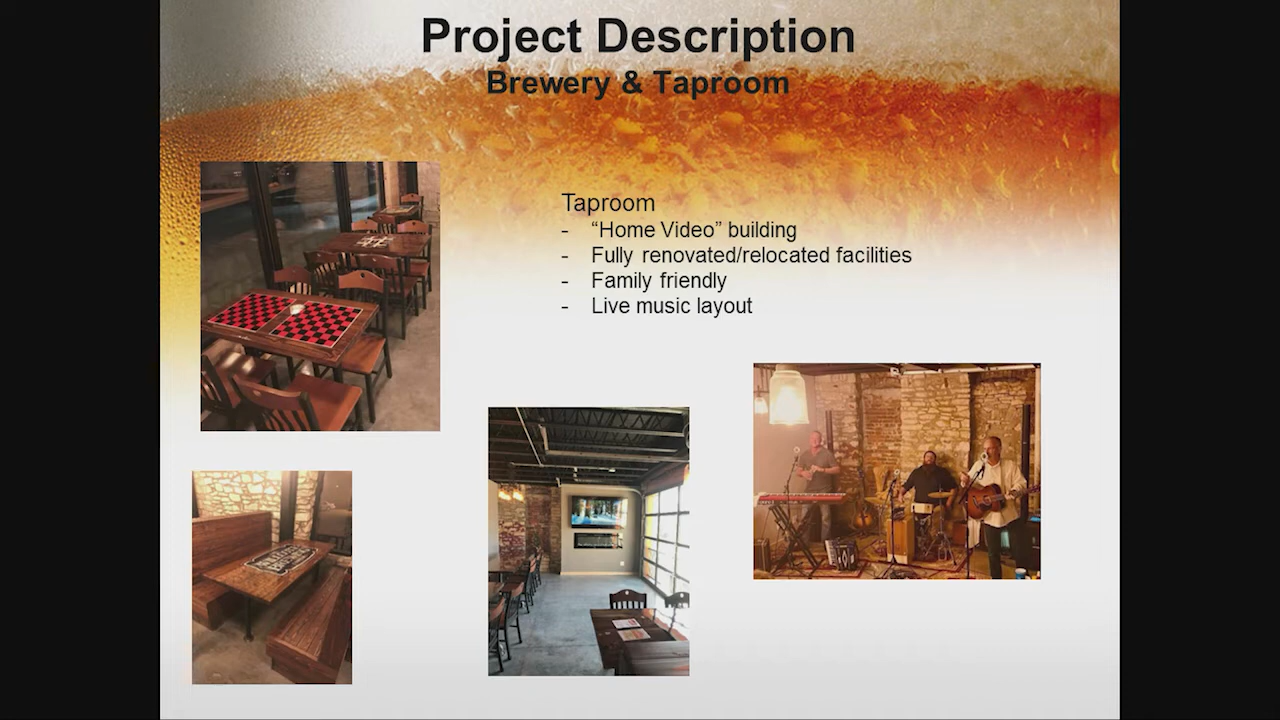 Project Description
Brewery & Taproom
Taproom
- “Home Video” building
- Fully renovated/relocated facilities
- Family friendly
- Live music layout